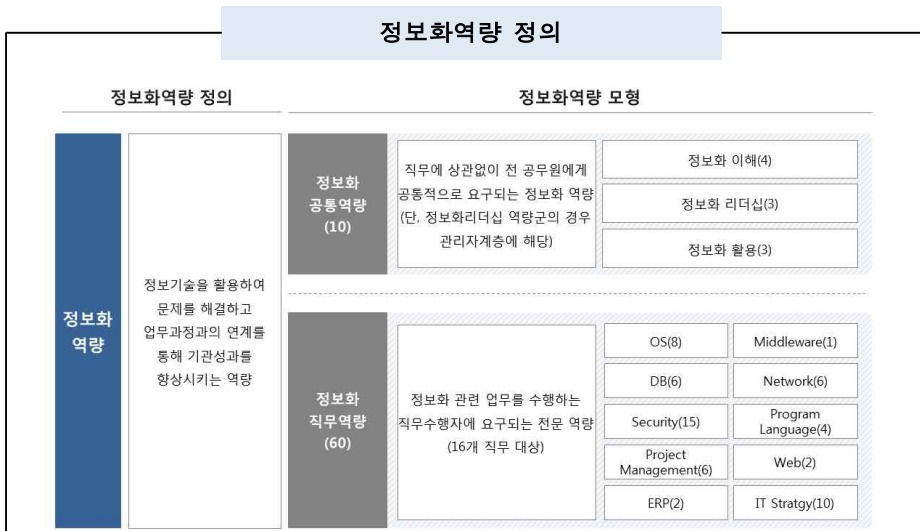 정보화역량 정의
정보화역량 정의
정보화역량 모형
정보화
역량
정보기술을 활용하여
문제를 해결하고
업무과정과의 연계를
통해 기관성과를
향상시키는 역량
정보화
공통역량
(10)
직무에 상관없이 전 공무원에게
공통적으로 요구되는 정보화 역량
(단, 정보화리더십 역량군의 경우
관리자계층에 해당)
정보화 이해(4)
정보화 리더십(3)
정보화 활용(3)
정보화
직무역량
(60)
정보화 관련 업무를 수행하는
직무수행자에 요구되는 전문 역량
(16개 직무 대상)
OS(8)
Middleware(1)
DB(6)
Network(6)
Security(15)
Program
Language(4)
Project
Management(6)
Web(2)
ERP(2)
IT Stratgy(10)